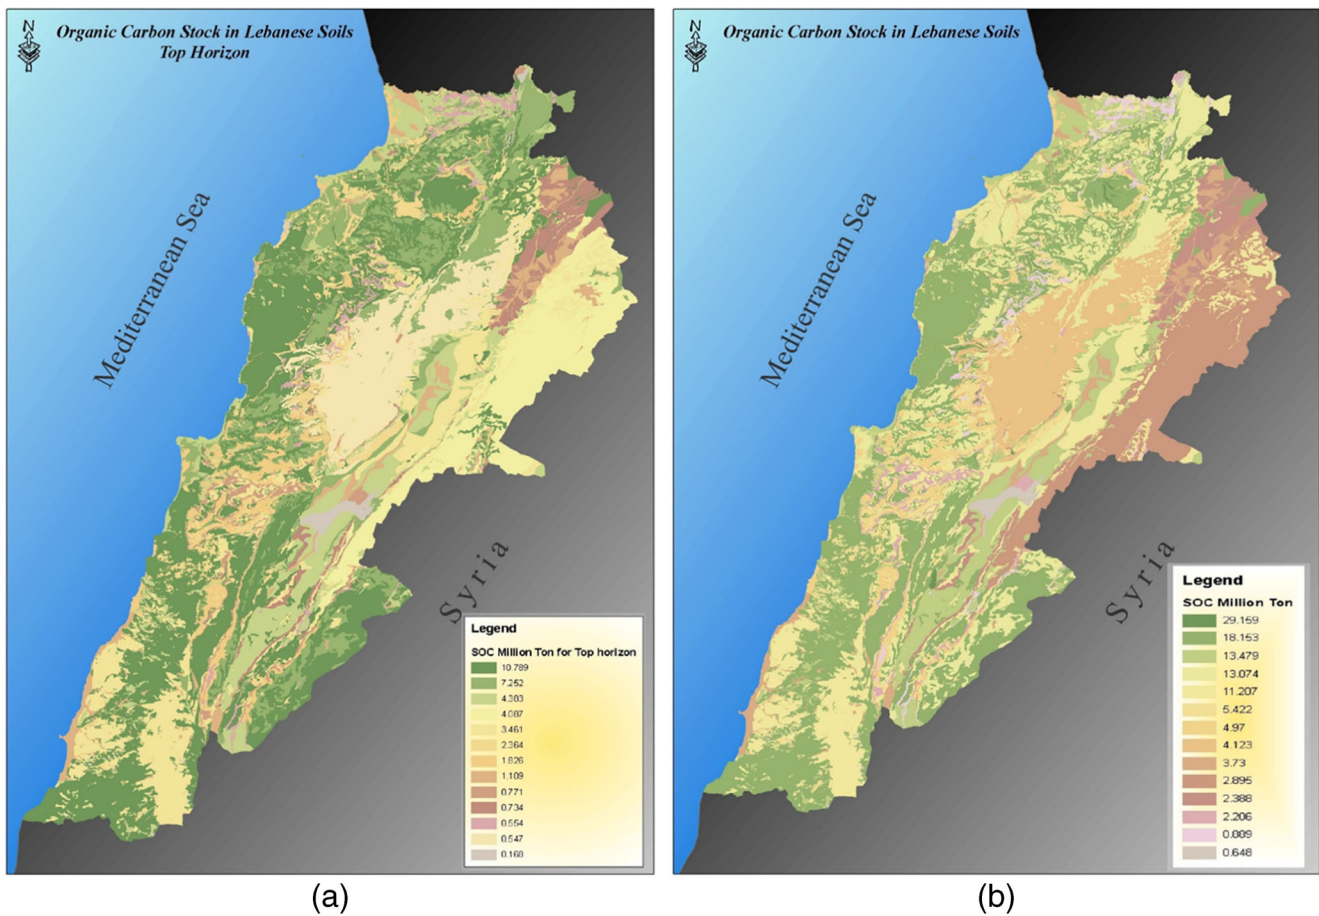 N
Organic Carbon Stock in Lebanese Soils
Top Horizon
Mediterranean Sea
Syria
Legend
SOC Million Ton for Top horizon
10.789
7.252
4.383
4.087
3.461
2.364
1.826
1.109
0.771
0.734
0.554
0.547
0.168
(a)
N
Organic Carbon Stock in Lebanese Soils
Mediterranean Sea
Syria
Legend
SOC Million Ton
29.159
18.153
13.479
13.074
11.207
5.422
4.97
4.123
3.73
2.895
2.388
2.206
0.889
0.648
(b)